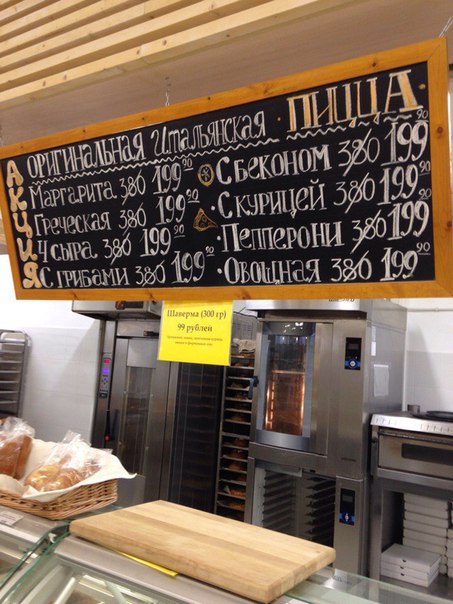 АКЦИЯ
ОРИГИНАЛЬНАЯ Итальянская ПИЦЦА
Маргарита 380 199 90
Греческая 380 199 90
4 сыра 380 199 90
С грибами 380 199 90
С беконом 380 199 90
· С курицей 380 199 90
· Пепперони 380 199 90
· Овощная 380 199 90
Шаверма (300 гр)
99 рублей